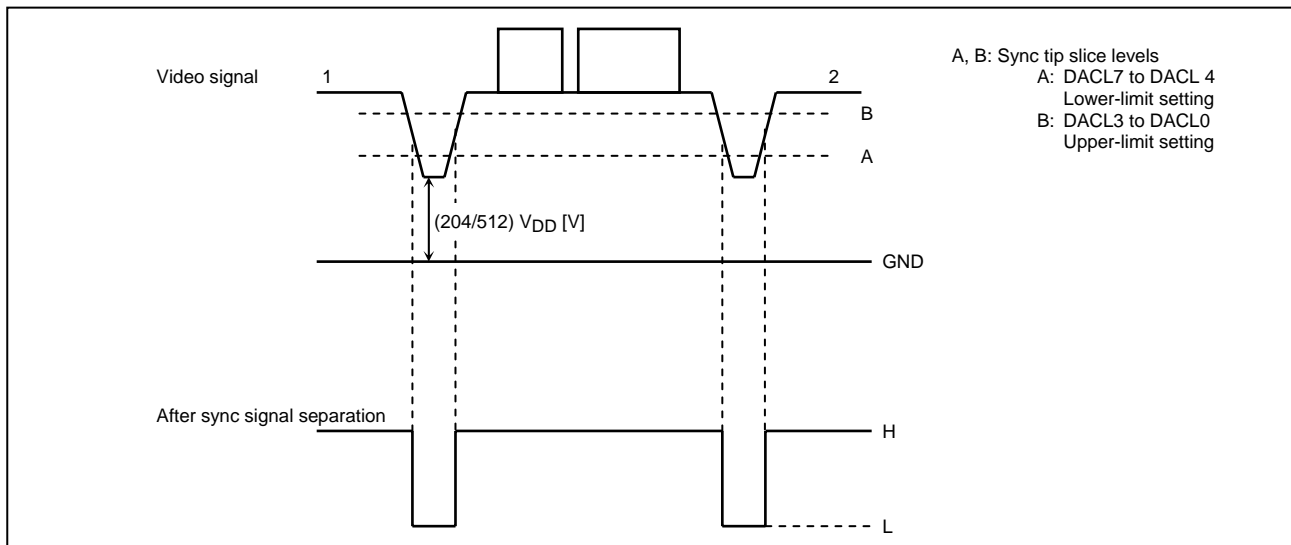 Video signal
1
2
B
A
(204/512) VDD [V]
GND
After sync signal separation
H
L
A, B: Sync tip slice levels
A: DACL7 to DACL 4
Lower-limit setting
B: DACL3 to DACL0
Upper-limit setting